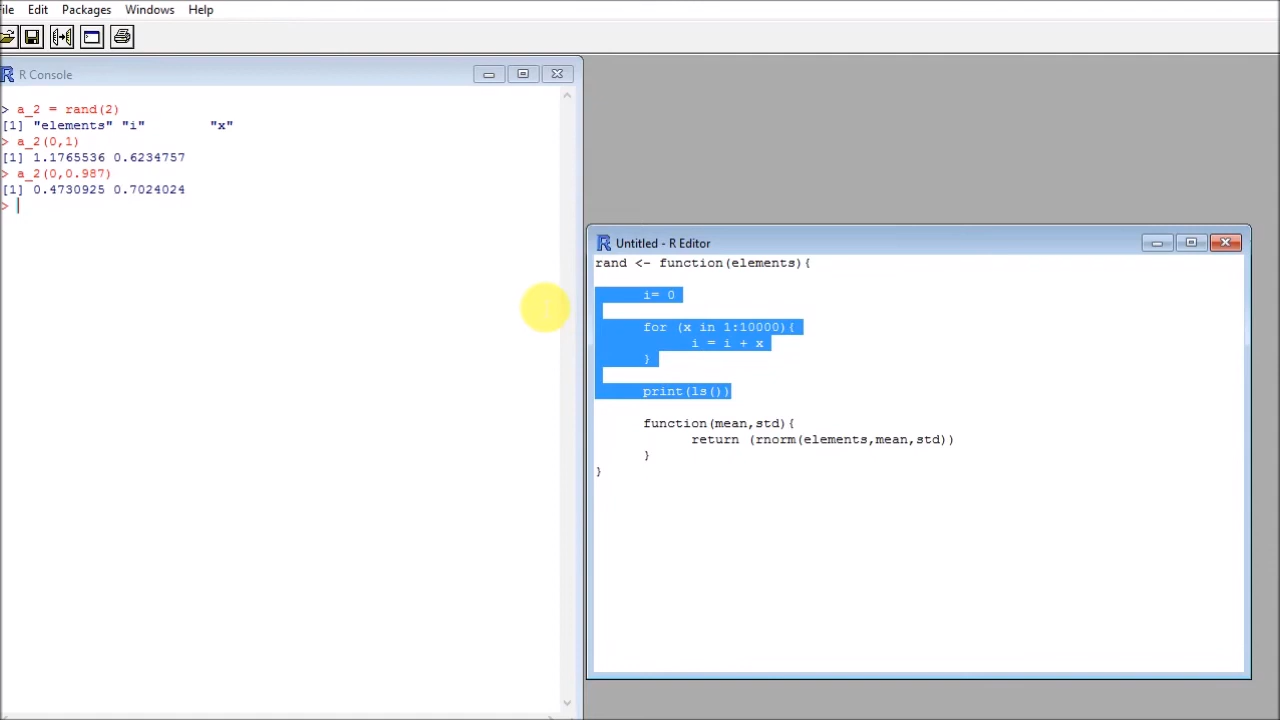 ile Edit Packages Windows Help
R Console
> a_2 = rand(2)
[1] "elements" "i"        "x"
> a_2(0,1)
[1] 1.1765536 0.6234757
> a_2(0,0.987)
[1] 0.4730925 0.7024024
>
Untitled - R Editor
rand <- function(elements){
i= 0
for (x in 1:10000){
i = i + x
}
print(ls())
function(mean,std){
return (rnorm(elements,mean,std))
}
}